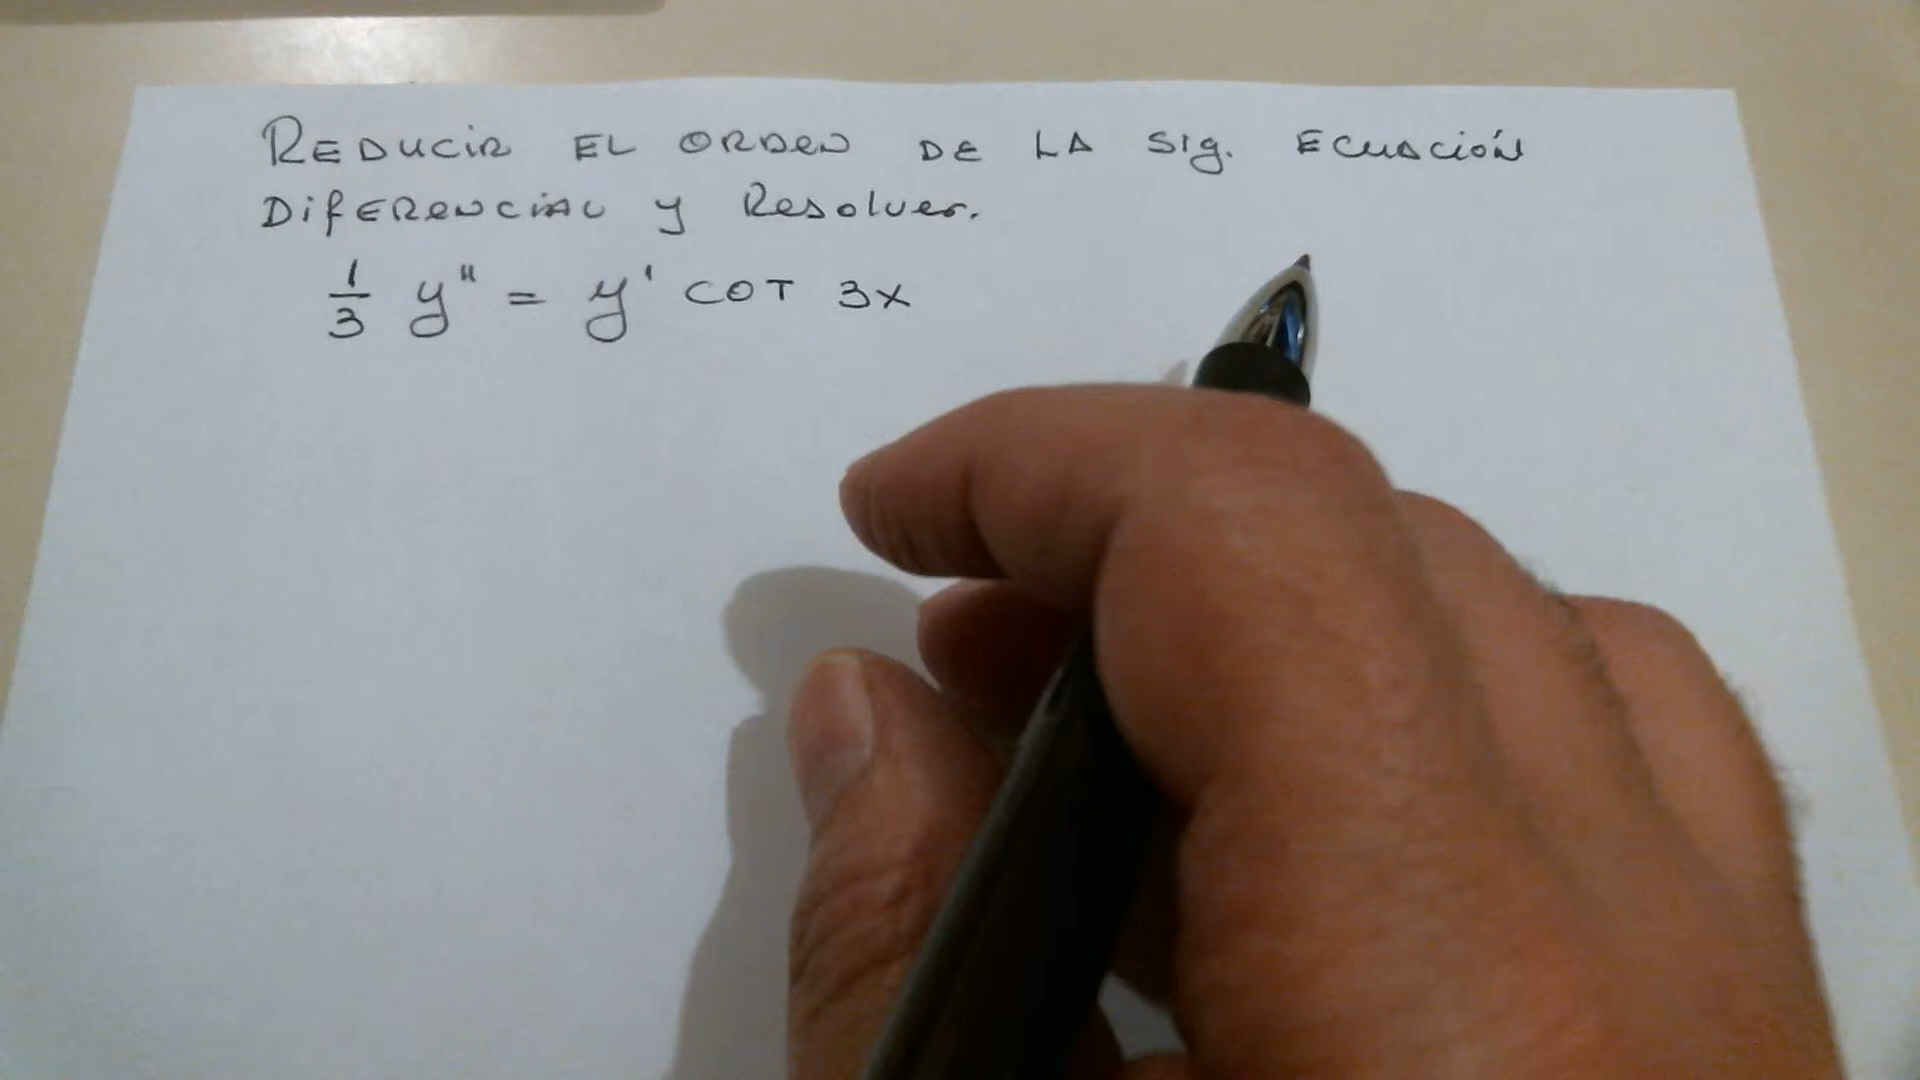 REDUCIR EL ORDEN DE LA SIG. ECUACIÓN
DIFERENCIAL Y RESOLVER.
1/3 y'' = y' COT 3x